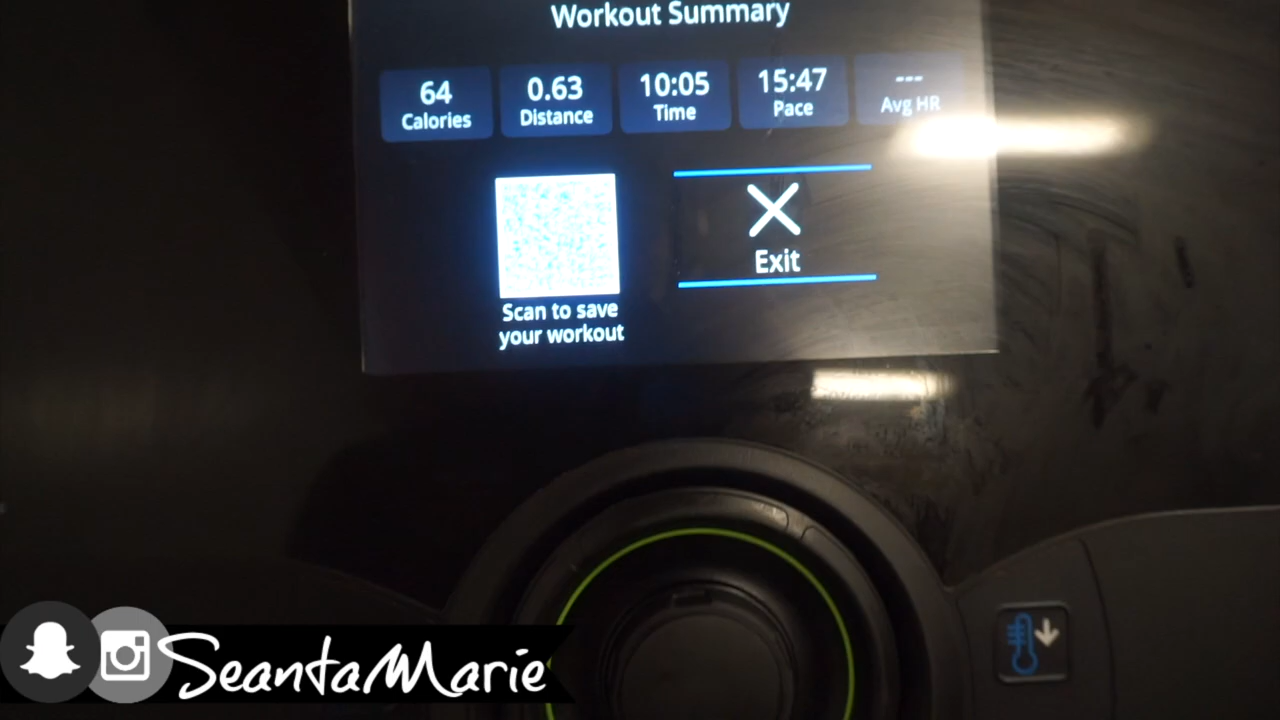 Workout Summary
64
Calories
0.63
Distance
10:05
Time
15:47
Pace
---
Avg HR
Exit
Scan to save
your workout
SeantaMarie